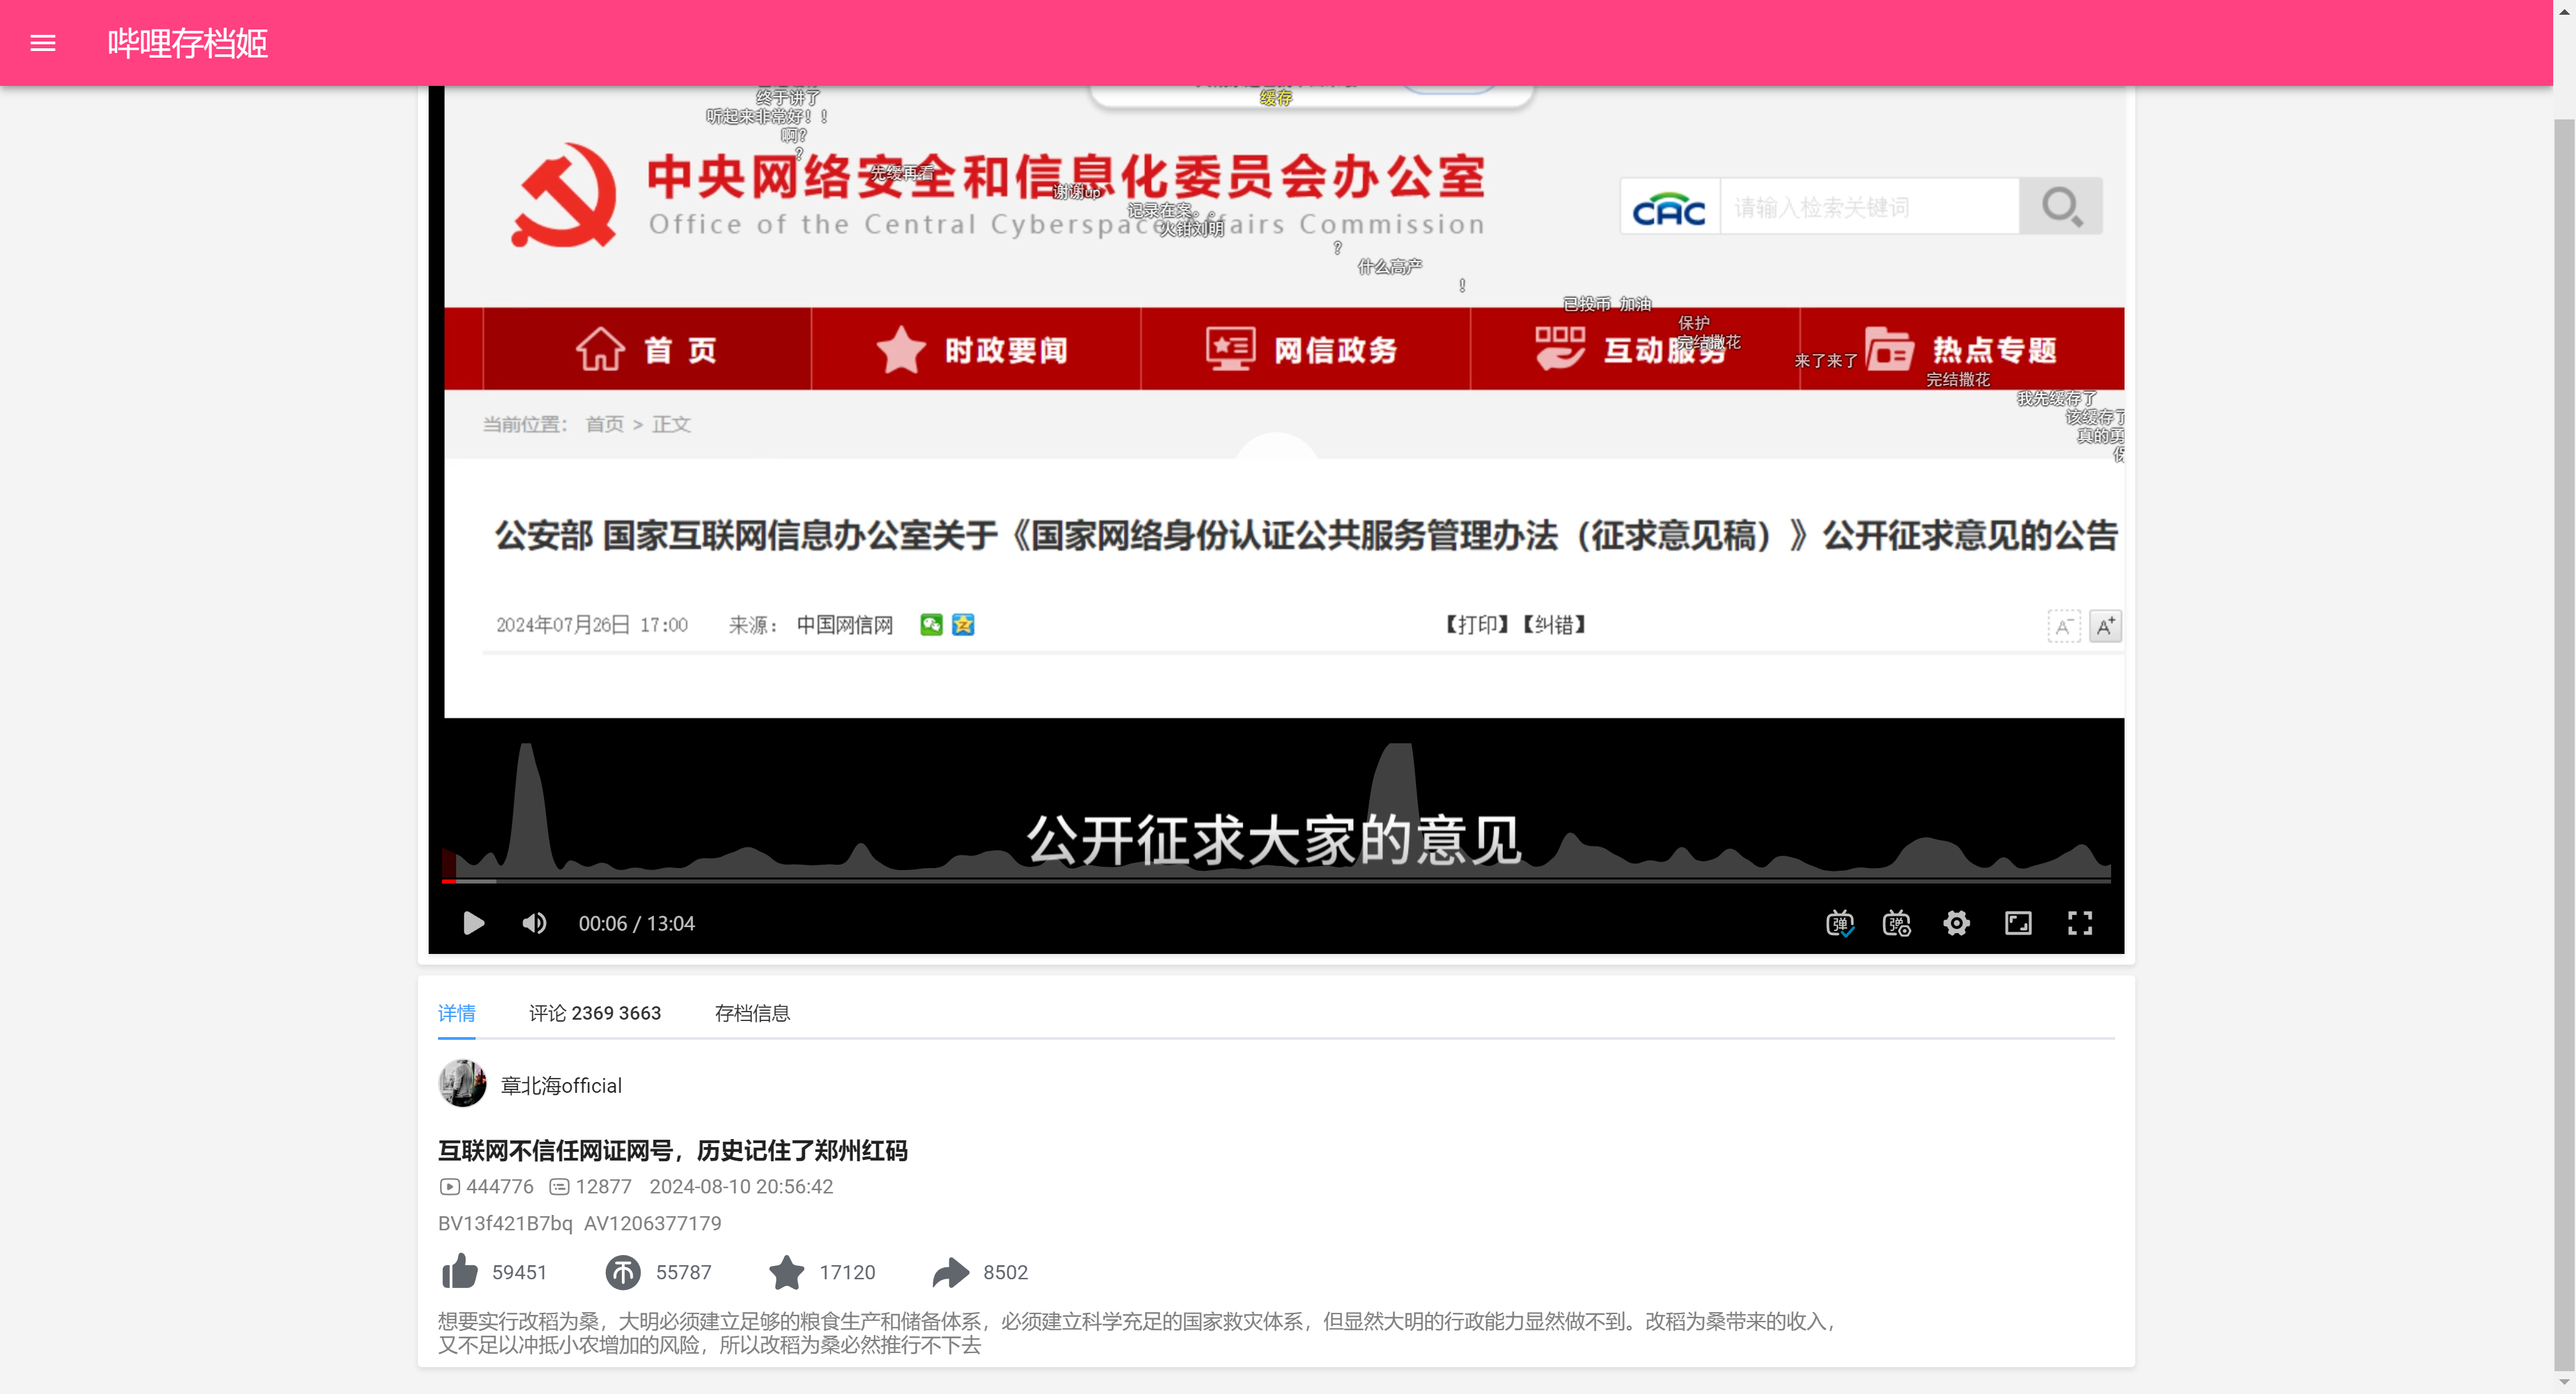 哔哩存档姬
终于讲了
缓存
听起来非常好！！
啊?
?
先缓再看
中央网络安全和信息化委员会办公室
谢谢up
记录在案。。
Office of the Central Cyberspace Affairs Commission
火钳刘明
CAC
请输入检索关键词
?
什么高产
!
已投币 加油
保护
完结撒花
首 页
时政要闻
网信政务
互动服务
热点专题
来了来了
完结撒花
我先缓存了
该缓存了
真的勇
保
当前位置： 首页 > 正文
公安部 国家互联网信息办公室关于《国家网络身份认证公共服务管理办法（征求意见稿）》公开征求意见的公告
2024年07月26日 17:00 来源： 中国网信网 【打印】【纠错】 A- A+
公开征求大家的意见
00:06 / 13:04
弹 弹
详情 评论 2369 3663 存档信息
章北海official
互联网不信任网证网号，历史记住了郑州红码
444776 12877 2024-08-10 20:56:42
BV13f421B7bq AV1206377179
59451 55787 17120 8502
想要实行改稻为桑，大明必须建立足够的粮食生产和储备体系，必须建立科学充足的国家救灾体系，但显然大明的行政能力显然做不到。改稻为桑带来的收入，
又不足以冲抵小农增加的风险，所以改稻为桑必然推行不下去